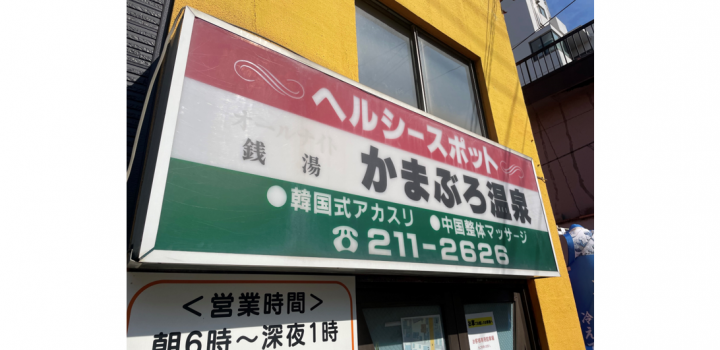 ヘルシースポット
オールナイト
銭湯 かまぶろ温泉
●韓国式アカスリ ●中国整体マッサージ
☎211-2626
＜営業時間＞
朝6時～深夜1時